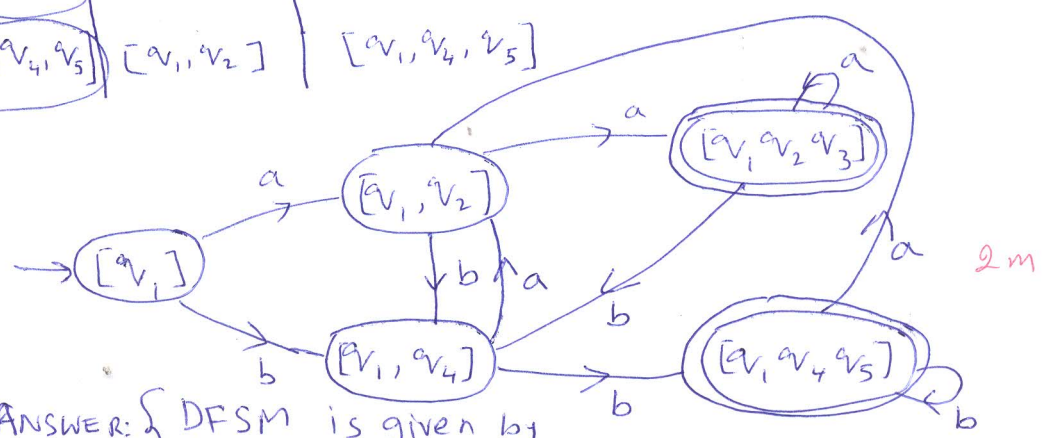 q4, q5] [q1, q2] [q1, q4, q5]
a
a
[q1 q2 q3]
a
[q1, q2]
[q1]
b
a
b
a
2m
b
[q1, q4]
b
[q1 q4 q5]
b
ANSWER: { DFSM is given by